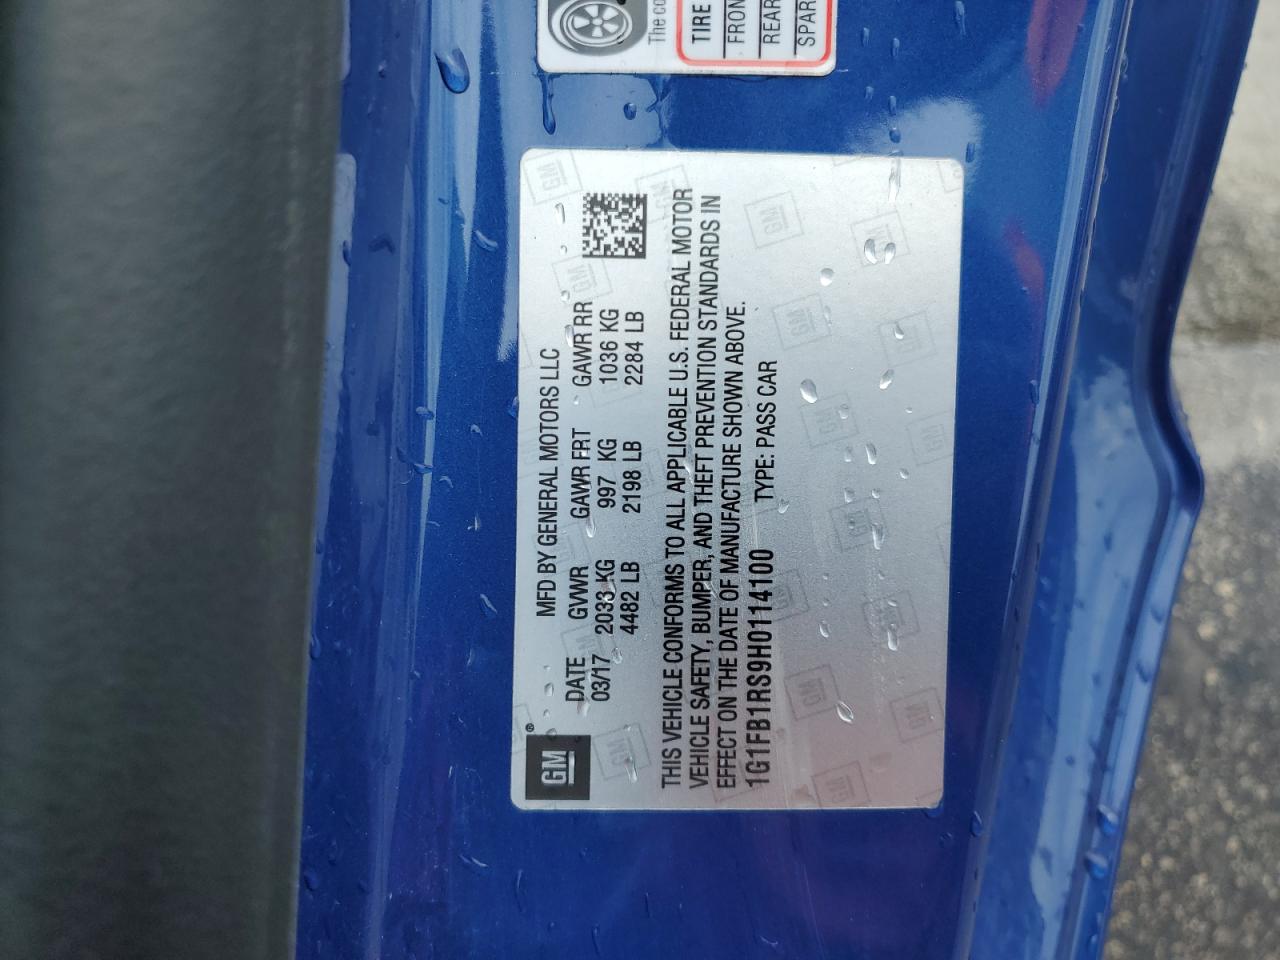 The co
TIRE
FRON
REAR
SPAR
GM®
MFD BY GENERAL MOTORS LLC
DATE GVWR GAWR FRT GAWR RR
03/17 2033 KG 997 KG 1036 KG
4482 LB 2198 LB 2284 LB
THIS VEHICLE CONFORMS TO ALL APPLICABLE U.S. FEDERAL MOTOR
VEHICLE SAFETY, BUMPER, AND THEFT PREVENTION STANDARDS IN
EFFECT ON THE DATE OF MANUFACTURE SHOWN ABOVE.
1G1FB1RS9H0114100 TYPE: PASS CAR